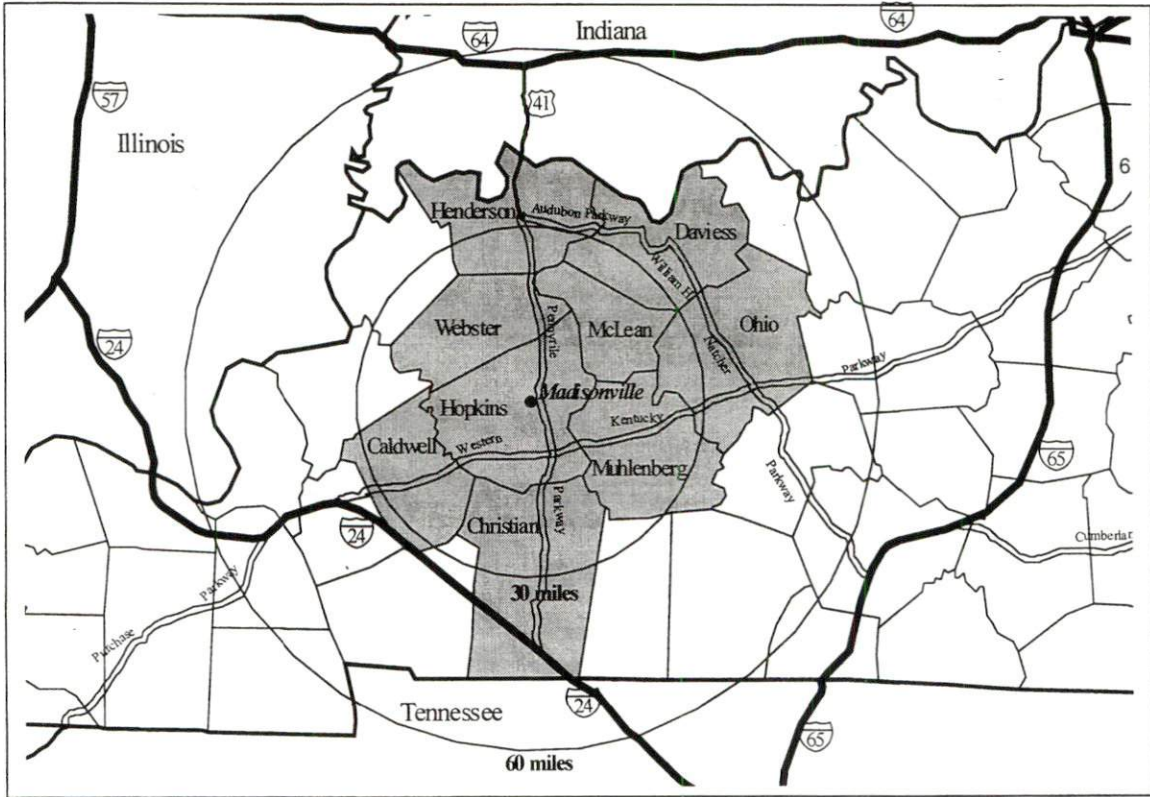 64
Indiana
64
57
41
Illinois
6
Henderson
Audubon Parkway
Daviess
William H.
Natcher
Parkway
Webster
Pennyrile
Parkway
McLean
Ohio
24
Madisonville
Hopkins
Western
Kentucky
Parkway
Caldwell
Muhlenberg
65
Christian
24
Cumberlan
Purchase
Parkway
30 miles
Tennessee
24
65
60 miles